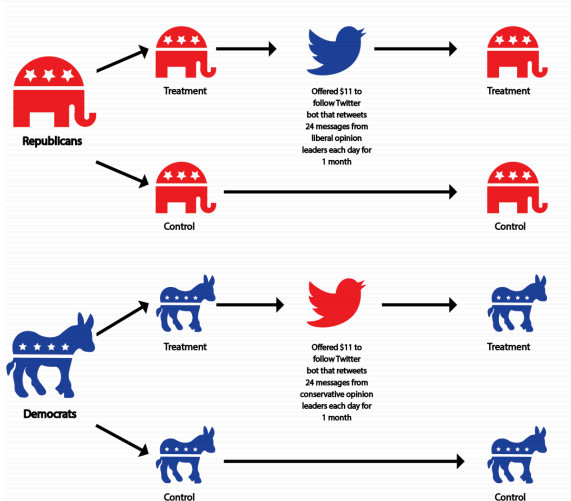 Treatment
Offered $11 to
follow Twitter
bot that retweets
24 messages from
liberal opinion
leaders each day for
1 month
Treatment
Republicans
Control
Control
Treatment
Offered $11 to
follow Twitter
bot that retweets
24 messages from
conservative opinion
leaders each day for
1 month
Treatment
Democrats
Control
Control